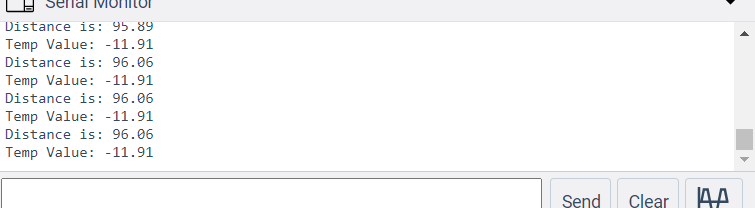 Serial Monitor
Distance is: 95.89
Temp Value: -11.91
Distance is: 96.06
Temp Value: -11.91
Distance is: 96.06
Temp Value: -11.91
Distance is: 96.06
Temp Value: -11.91
Send Clear